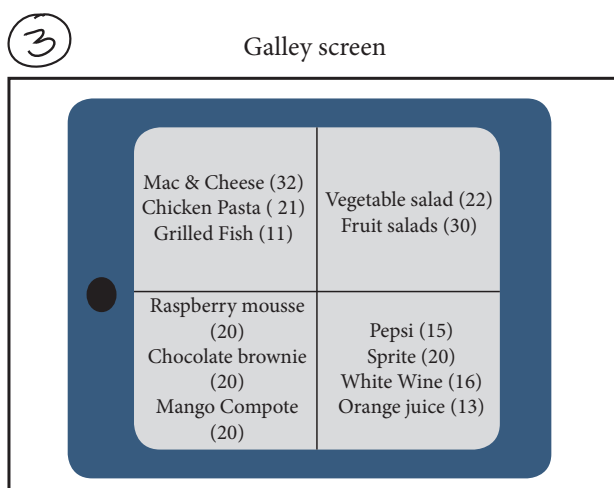 3
Galley screen
Mac & Cheese (32)
Chicken Pasta ( 21)
Grilled Fish (11)
Vegetable salad (22)
Fruit salads (30)
Raspberry mousse
(20)
Chocolate brownie
(20)
Mango Compote
(20)
Pepsi (15)
Sprite (20)
White Wine (16)
Orange juice (13)